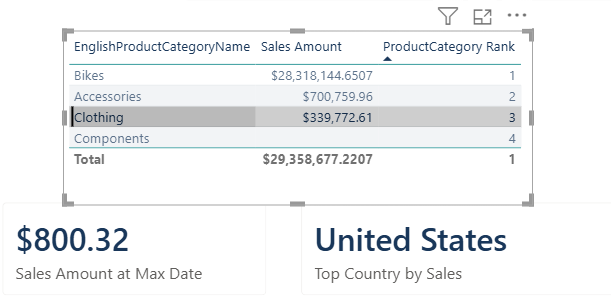 EnglishProductCategoryName Sales Amount ProductCategory Rank
Bikes $28,318,144.6507 1
Accessories $700,759.96 2
Clothing $339,772.61 3
Components 4
Total $29,358,677.2207 1
$800.32
Sales Amount at Max Date
United States
Top Country by Sales